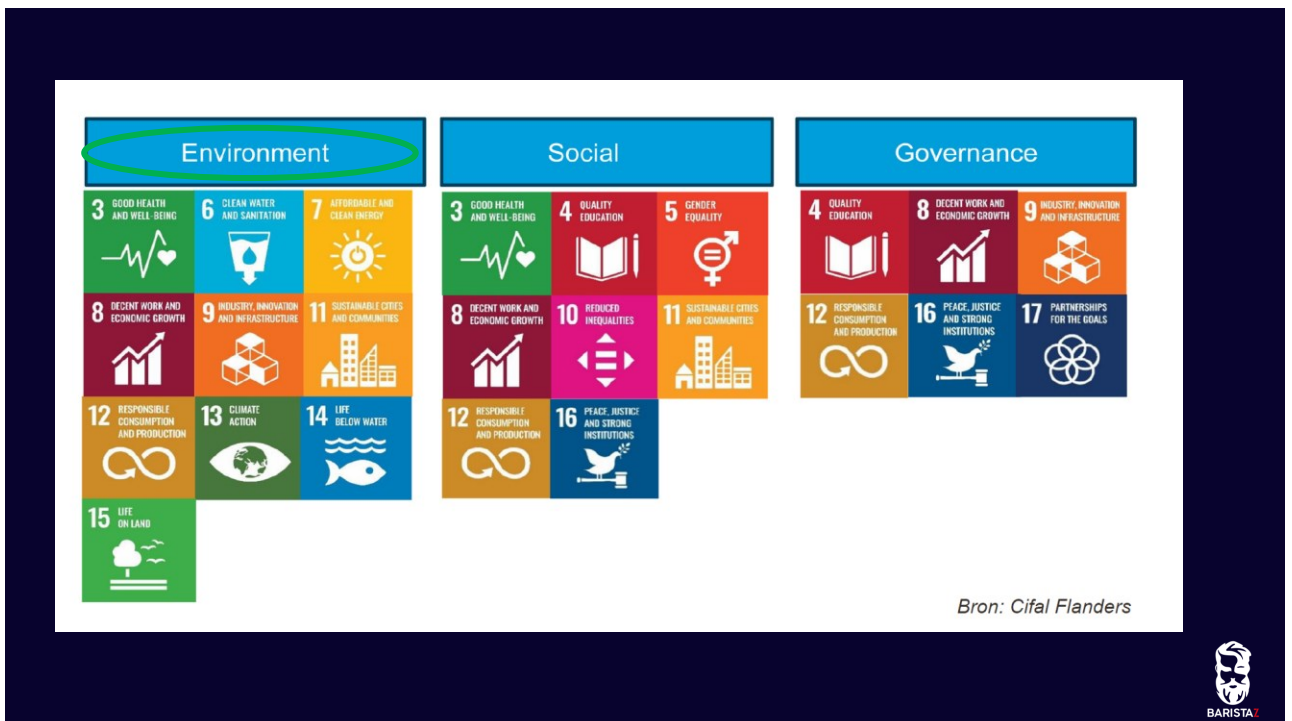 Environment
3 GOOD HEALTH
AND WELL-BEING
6 CLEAN WATER
AND SANITATION
7 AFFORDABLE AND
CLEAN ENERGY
8 DECENT WORK AND
ECONOMIC GROWTH
9 INDUSTRY, INNOVATION
AND INFRASTRUCTURE
11 SUSTAINABLE CITIES
AND COMMUNITIES
12 RESPONSIBLE
CONSUMPTION
AND PRODUCTION
13 CLIMATE
ACTION
14 LIFE
BELOW WATER
15 LIFE
ON LAND
Social
3 GOOD HEALTH
AND WELL-BEING
4 QUALITY
EDUCATION
5 GENDER
EQUALITY
8 DECENT WORK AND
ECONOMIC GROWTH
10 REDUCED
INEQUALITIES
11 SUSTAINABLE CITIES
AND COMMUNITIES
12 RESPONSIBLE
CONSUMPTION
AND PRODUCTION
16 PEACE, JUSTICE
AND STRONG
INSTITUTIONS
Governance
4 QUALITY
EDUCATION
8 DECENT WORK AND
ECONOMIC GROWTH
9 INDUSTRY, INNOVATION
AND INFRASTRUCTURE
12 RESPONSIBLE
CONSUMPTION
AND PRODUCTION
16 PEACE, JUSTICE
AND STRONG
INSTITUTIONS
17 PARTNERSHIPS
FOR THE GOALS
Bron: Cifal Flanders
BARISTAZ